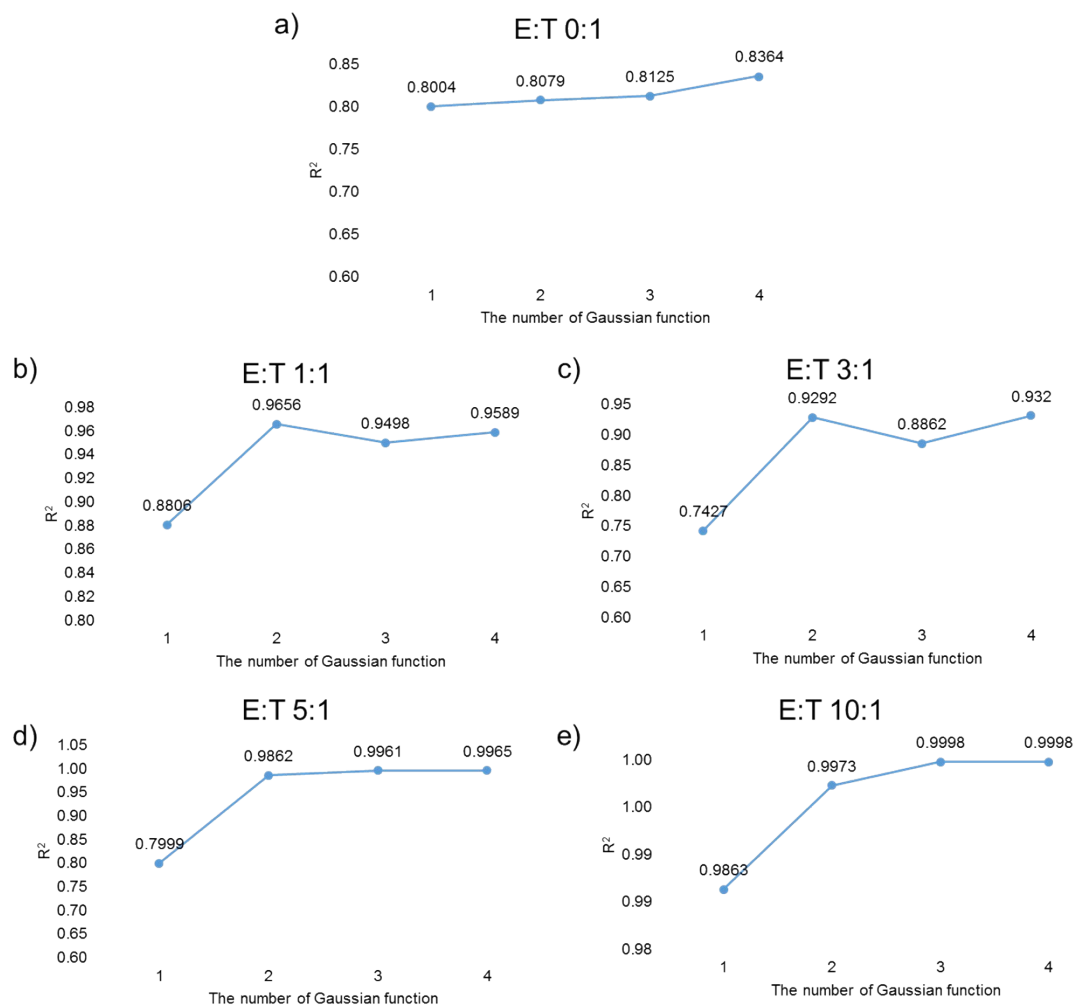 a)
E:T 0:1
0.85
0.80
0.75
0.70
0.65
0.60
R²
0.8004
0.8079
0.8125
0.8364
1 2 3 4
The number of Gaussian function
b)
E:T 1:1
0.98
0.96
0.94
0.92
0.90
0.88
0.86
0.84
0.82
0.80
R²
0.8806
0.9656
0.9498
0.9589
1 2 3 4
The number of Gaussian function
c)
E:T 3:1
0.95
0.90
0.85
0.80
0.75
0.70
0.65
0.60
R²
0.7427
0.9292
0.8862
0.932
1 2 3 4
The number of Gaussian function
d)
E:T 5:1
1.05
1.00
0.95
0.90
0.85
0.80
0.75
0.70
0.65
0.60
R²
0.7999
0.9862
0.9961
0.9965
1 2 3 4
The number of Gaussian function
e)
E:T 10:1
1.00
1.00
0.99
0.99
0.98
R²
0.9863
0.9973
0.9998
0.9998
1 2 3 4
The number of Gaussian function